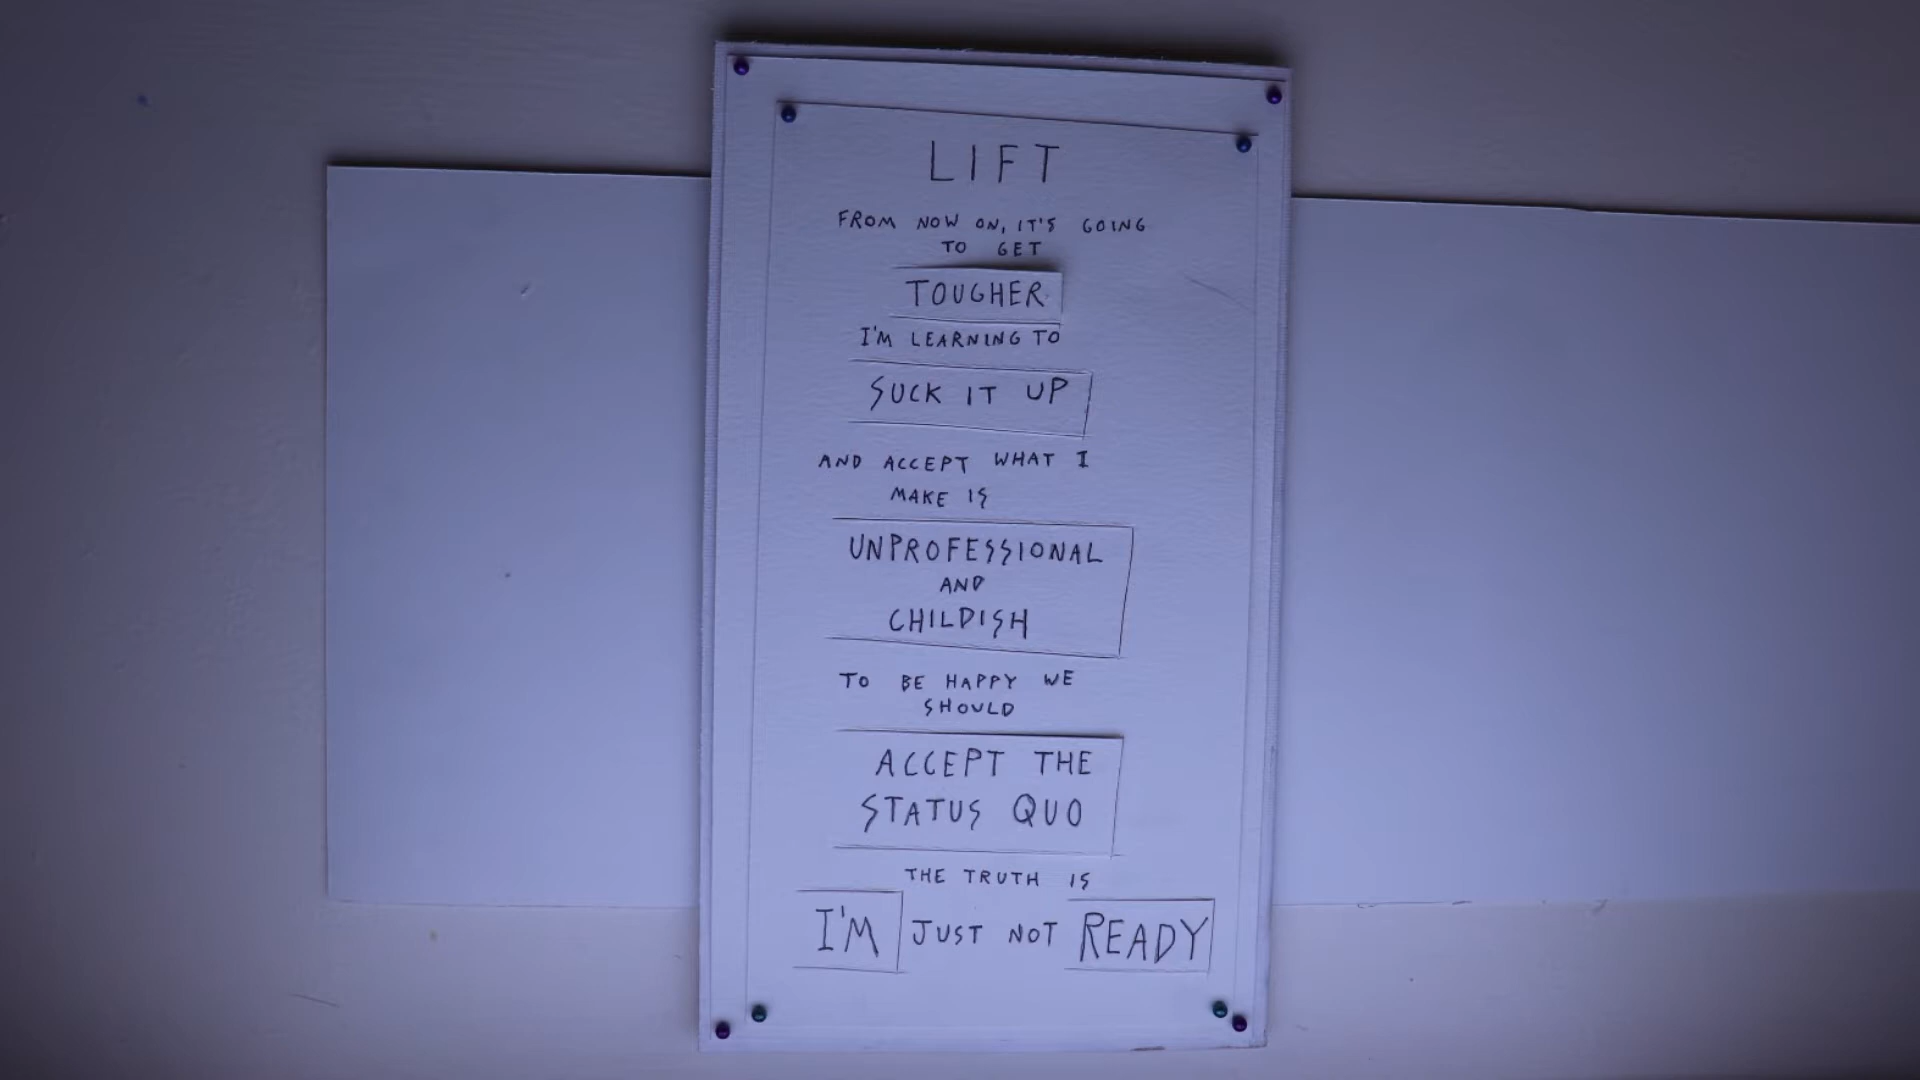 LIFT
FROM NOW ON, IT'S GOING
TO GET
TOUGHER
I'M LEARNING TO
SUCK IT UP
AND ACCEPT WHAT I
MAKE IS
UNPROFESSIONAL
AND
CHILDISH
TO BE HAPPY WE
SHOULD
ACCEPT THE
STATUS QUO
THE TRUTH IS
I'M JUST NOT READY